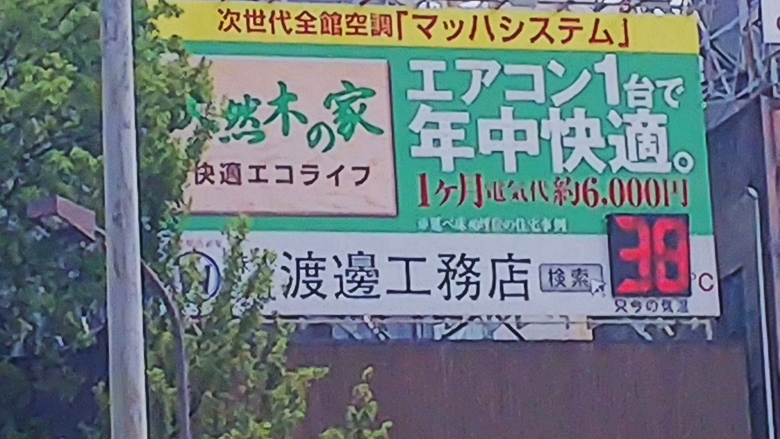 次世代全館空調「マッハシステム」
然木の家
快適エコライフ
エアコン1台で
年中快適。
1ヶ月電気代約6,000円
渡邊工務店 検索
38℃
只今の気温